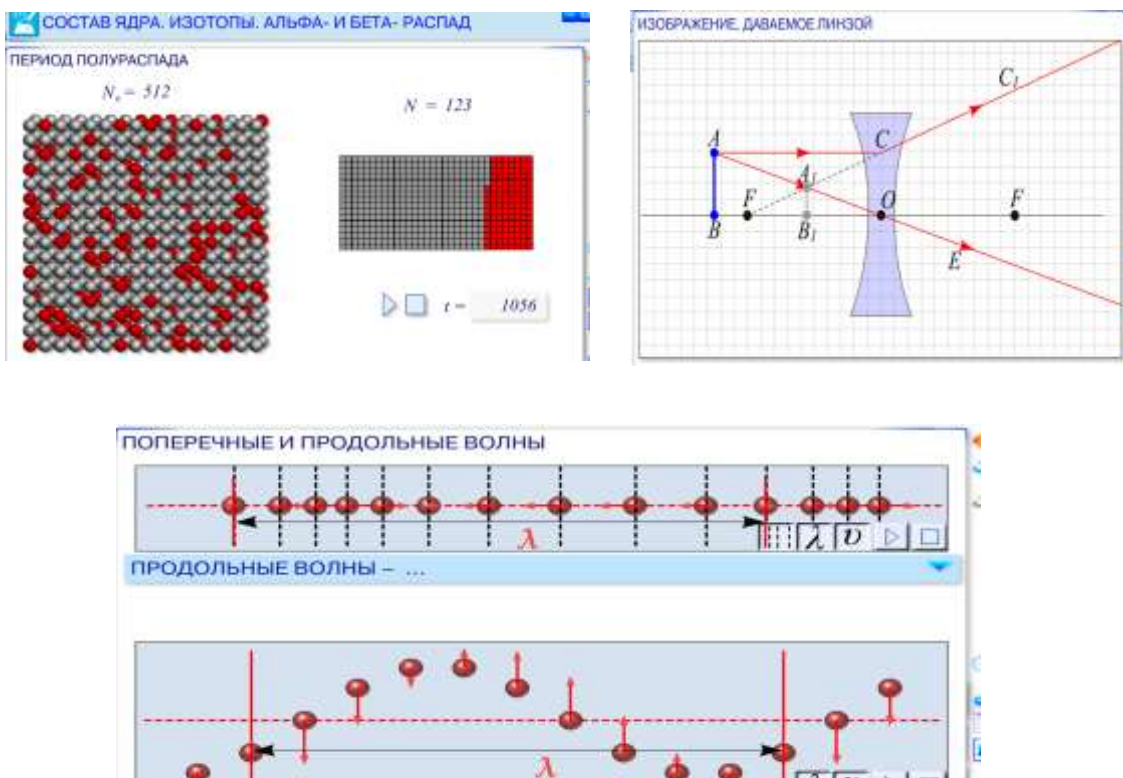 СОСТАВ ЯДРА. ИЗОТОПЫ. АЛЬФА- И БЕТА- РАСПАД
ПЕРИОД ПОЛУРАСПАДА
Nₒ = 512
N = 123
t = 1056
ИЗОБРАЖЕНИЕ, ДАВАЕМОЕ ЛИНЗОЙ
C₁
A
C
A₁
F
O
F
B
B₁
E
ПОПЕРЕЧНЫЕ И ПРОДОЛЬНЫЕ ВОЛНЫ
λ
λ υ
ПРОДОЛЬНЫЕ ВОЛНЫ – ...
λ